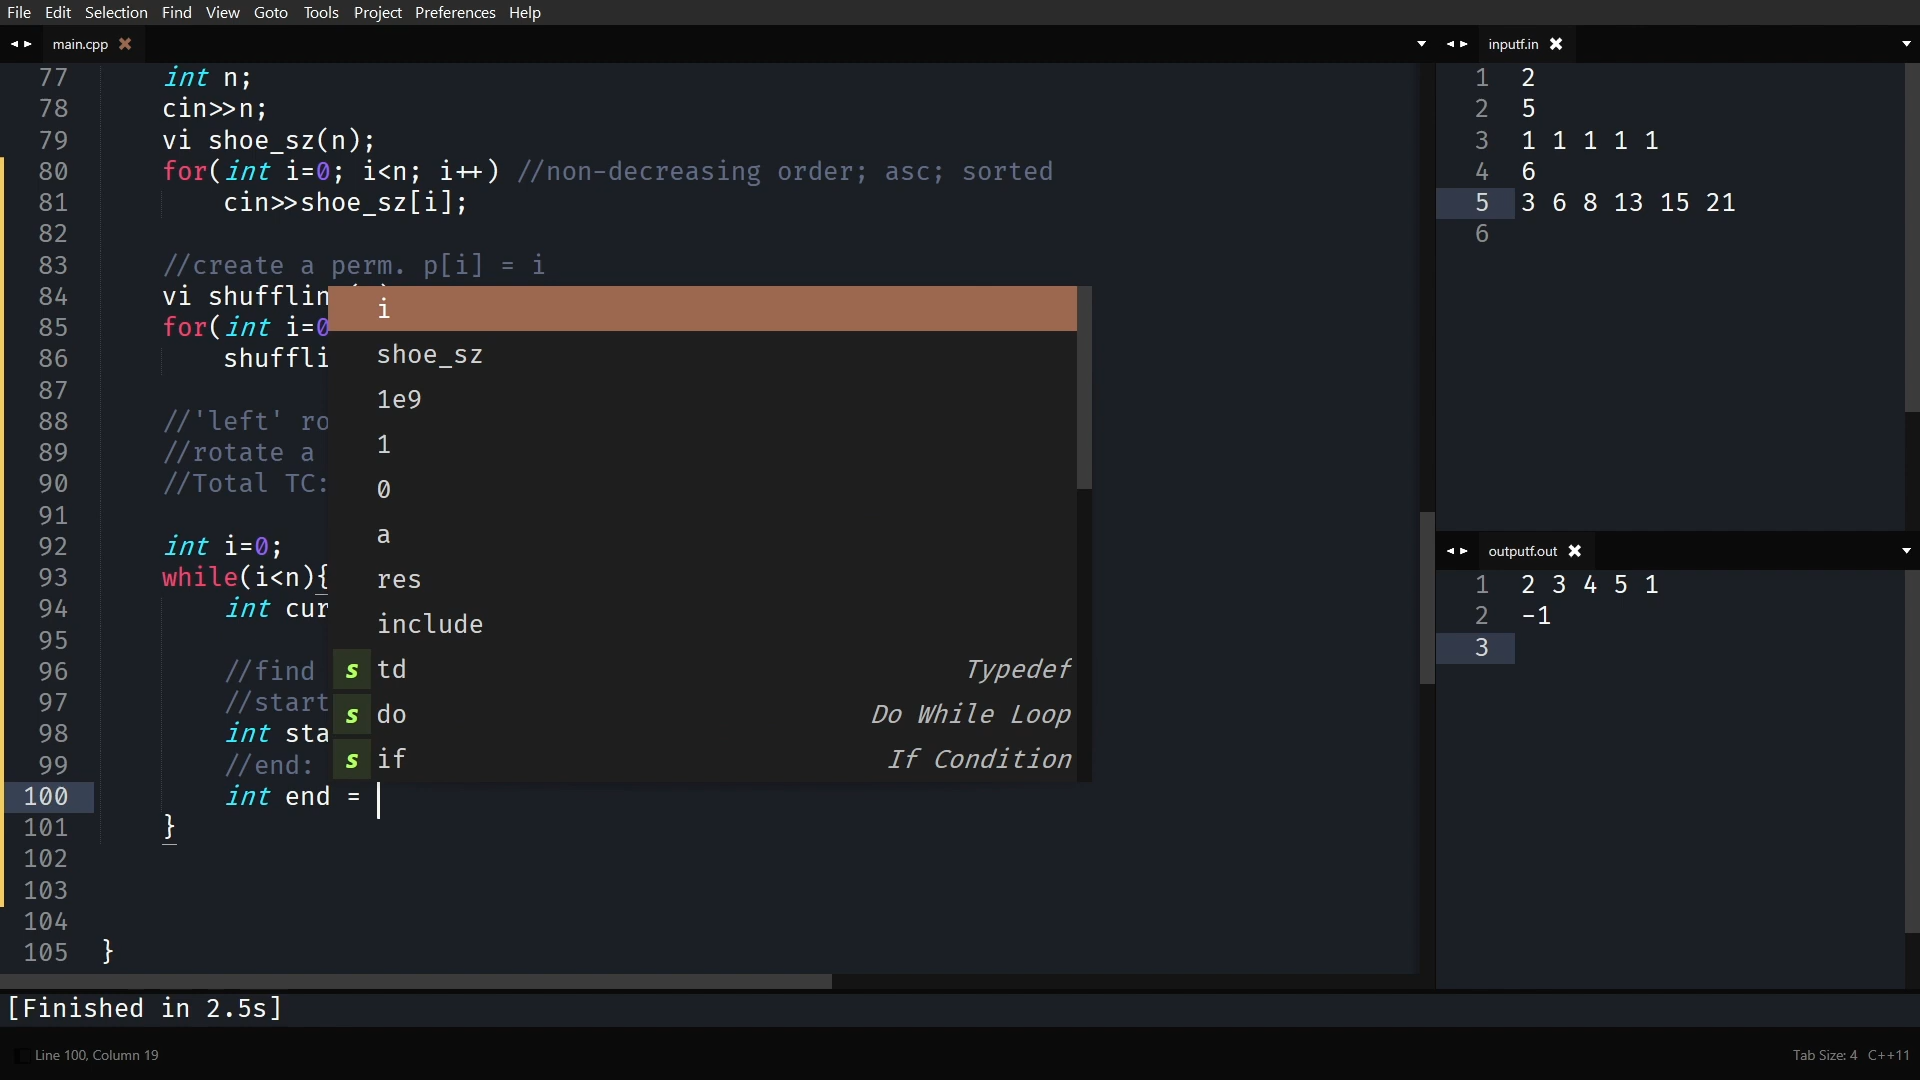 File Edit Selection Find View Goto Tools Project Preferences Help
main.cpp
77 int n;
78 cin>>n;
79 vi shoe_sz(n);
80 for(int i=0; i<n; i++) //non-decreasing order; asc; sorted
81 cin>>shoe_sz[i];
82
83 //create a perm. p[i] = i
84 vi shufflin
85 for(int i=0
86 shuffli
87
88 //'left' ro
89 //rotate a
90 //Total TC:
91
92 int i=0;
93 while(i<n){
94 int cur
95
96 //find
97 //start
98 int sta
99 //end:
100 int end =
101 }
102
103
104
105 }
i
shoe_sz
1e9
1
0
a
res
include
s td Typedef
s do Do While Loop
s if If Condition
inputf.in
1 2
2 5
3 1 1 1 1 1
4 6
5 3 6 8 13 15 21
6
outputf.out
1 2 3 4 5 1
2 -1
3
[Finished in 2.5s]
Line 100, Column 19
Tab Size: 4 C++11